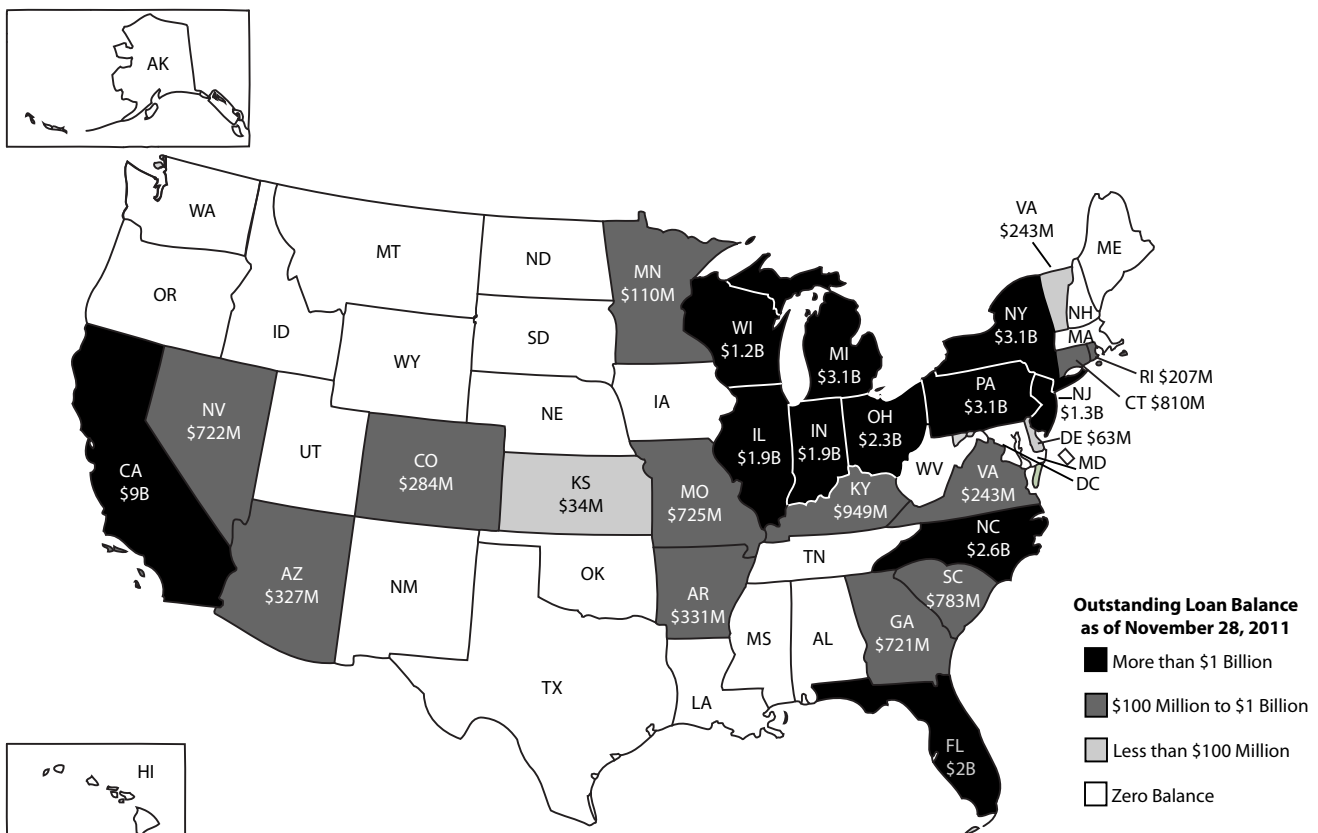 AK
WA
MT
ND
MN
$110M
VA
$243M
ME
OR
ID
SD
WI
$1.2B
MI
$3.1B
NY
$3.1B
NH
MA
WY
RI $207M
CT $810M
NV
$722M
NE
IA
PA
$3.1B
NJ
$1.3B
UT
CO
$284M
IL
$1.9B
IN
$1.9B
OH
$2.3B
DE $63M
MD
DC
CA
$9B
KS
$34M
MO
$725M
KY
$949M
WV
VA
$243M
NC
$2.6B
AZ
$327M
NM
OK
AR
$331M
TN
SC
$783M
GA
$721M
MS
AL
TX
LA
FL
$2B
HI
Outstanding Loan Balance
as of November 28, 2011
More than $1 Billion
$100 Million to $1 Billion
Less than $100 Million
Zero Balance